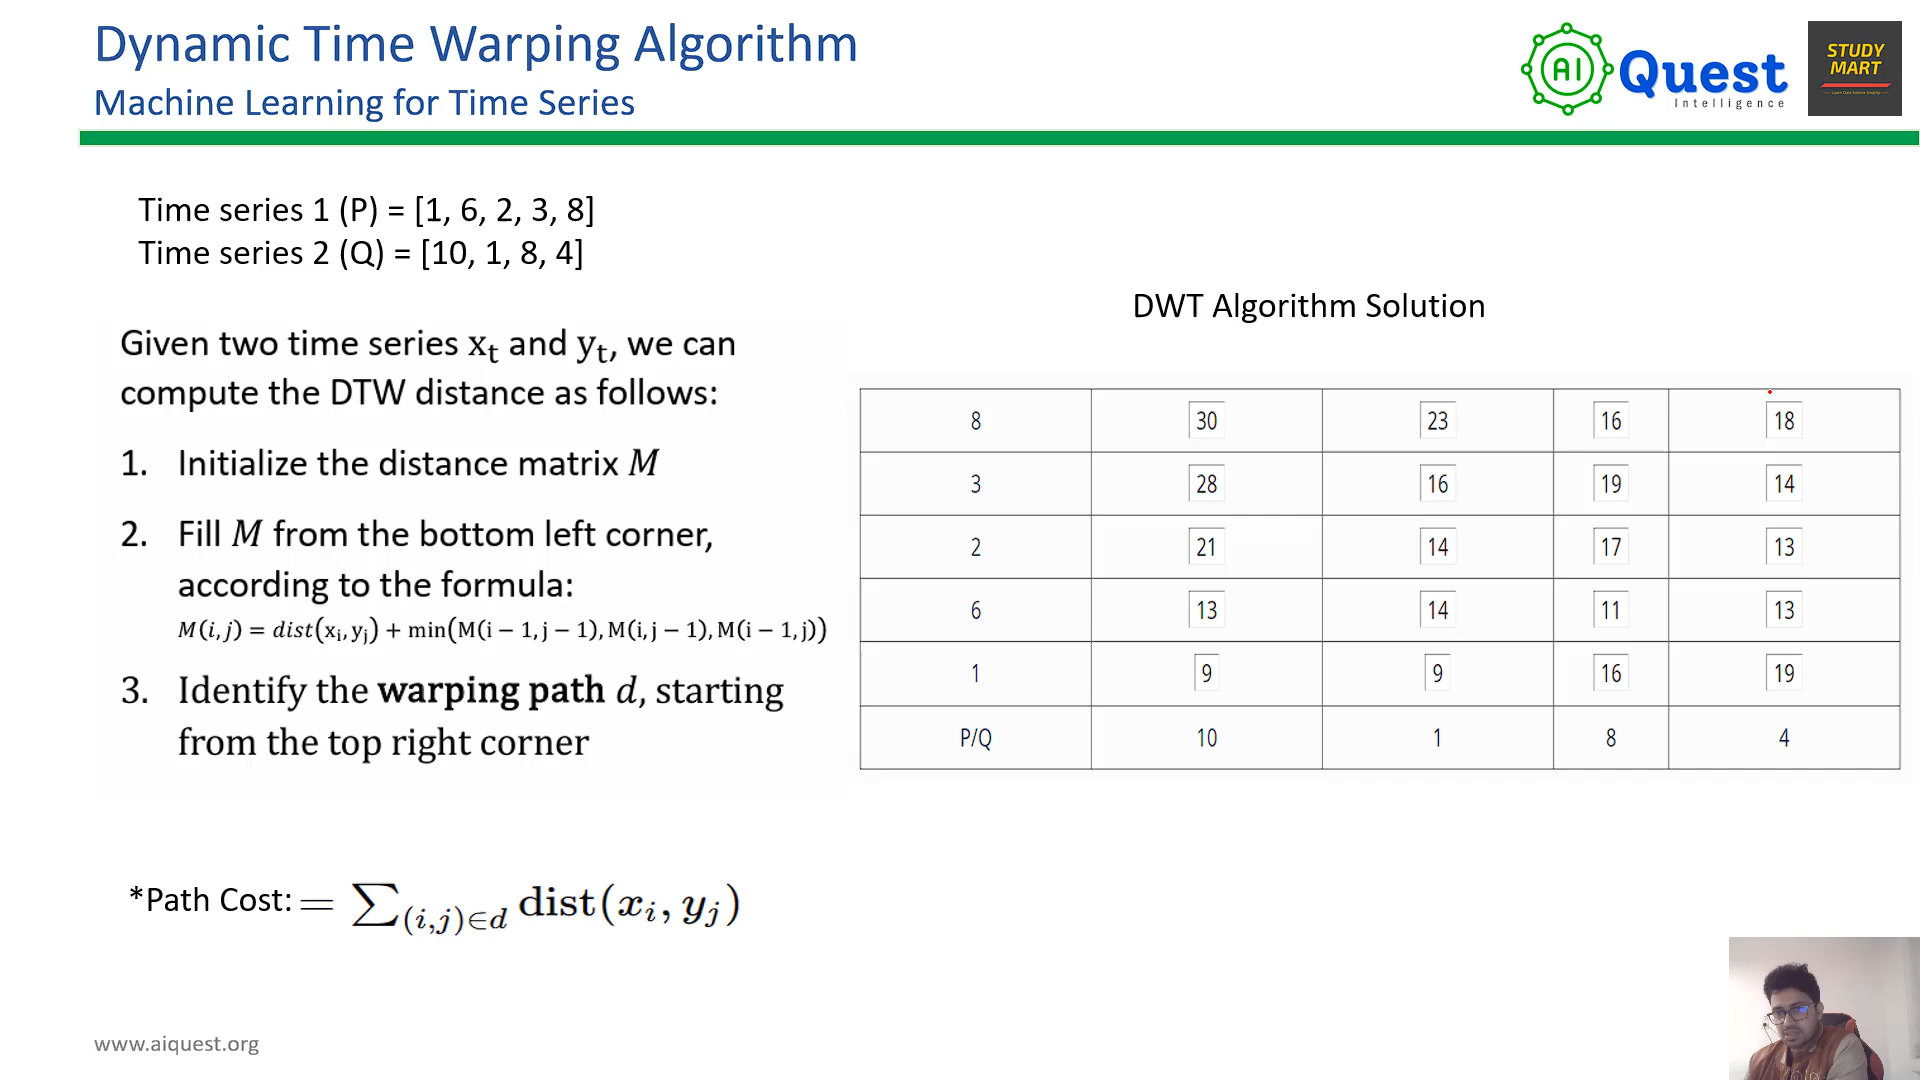 Dynamic Time Warping Algorithm
Machine Learning for Time Series
AI Quest
Intelligence
STUDY
MART
Time series 1 (P) = [1, 6, 2, 3, 8]
Time series 2 (Q) = [10, 1, 8, 4]
DWT Algorithm Solution
Given two time series xₜ and yₜ, we can
compute the DTW distance as follows:
1. Initialize the distance matrix M
2. Fill M from the bottom left corner,
according to the formula:
M(i,j) = dist(xᵢ,yⱼ) + min(M(i − 1, j − 1), M(i, j − 1), M(i − 1, j))
3. Identify the warping path d, starting
from the top right corner
8 30 23 16 18
3 28 16 19 14
2 21 14 17 13
6 13 14 11 13
1 9 9 16 19
P/Q 10 1 8 4
*Path Cost: = ∑₍ᵢ,ⱼ₎∈d dist(xᵢ, yⱼ)
www.aiquest.org